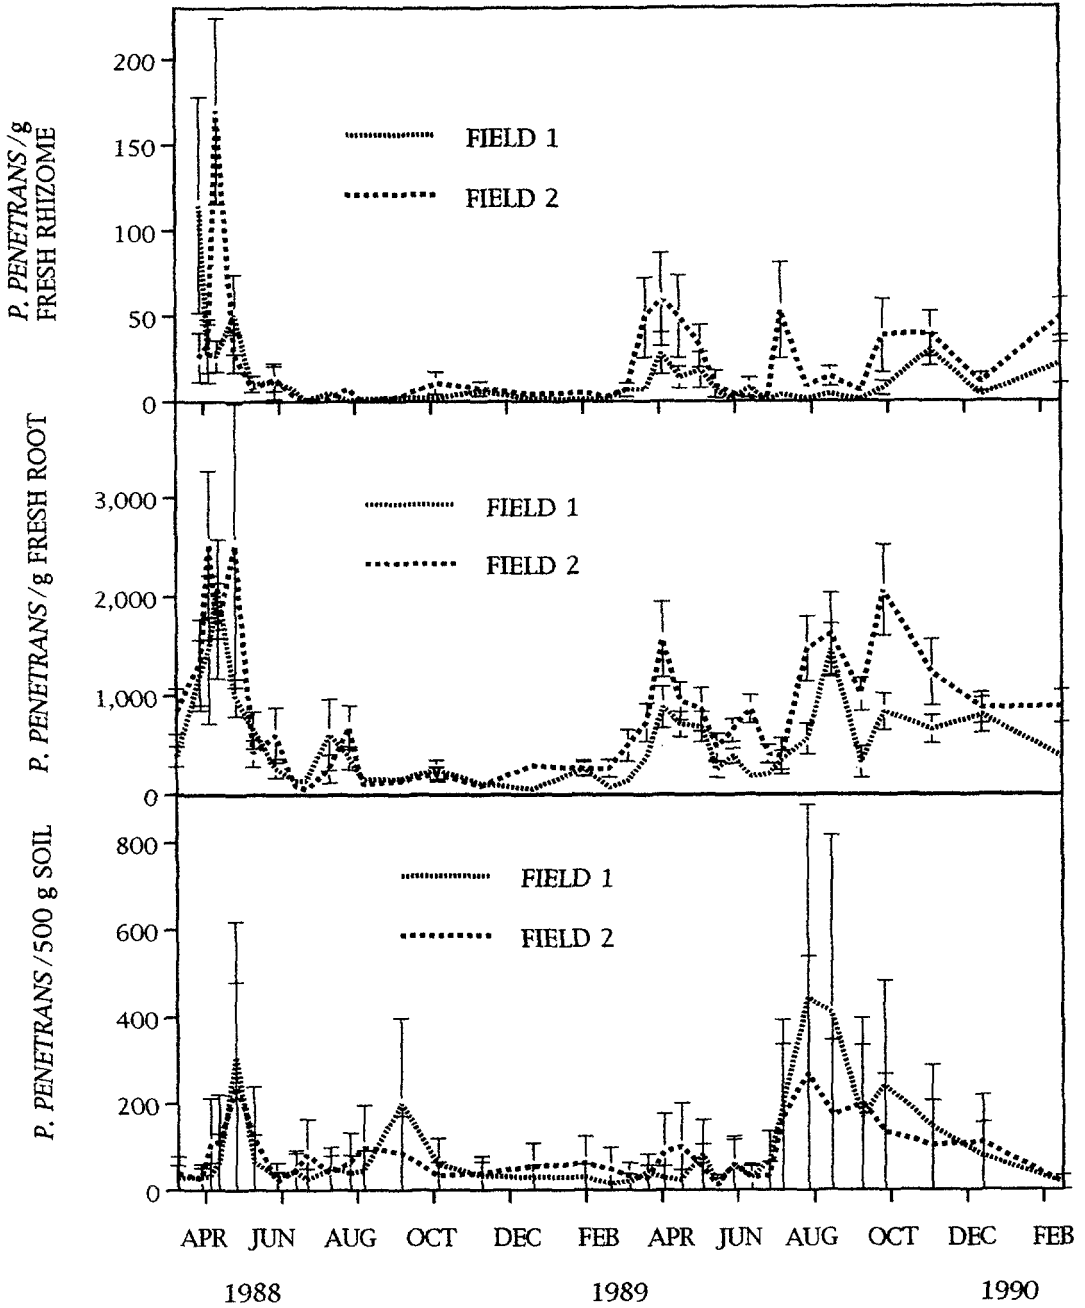 P. PENETRANS/g
FRESH RHIZOME
200
150
100
50
0
FIELD 1
FIELD 2
P. PENETRANS/g FRESH ROOT
3,000
2,000
1,000
0
FIELD 1
FIELD 2
P. PENETRANS/500 g SOIL
800
600
400
200
0
FIELD 1
FIELD 2
APR JUN AUG OCT DEC FEB APR JUN AUG OCT DEC FEB
1988 1989 1990